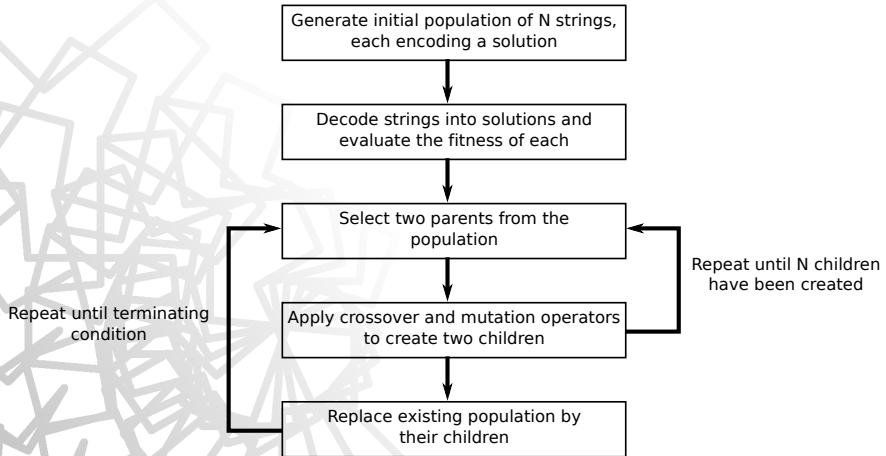 Generate initial population of N strings,
each encoding a solution
Decode strings into solutions and
evaluate the fitness of each
Select two parents from the
population
Repeat until N children
have been created
Repeat until terminating
condition
Apply crossover and mutation operators
to create two children
Replace existing population by
their children